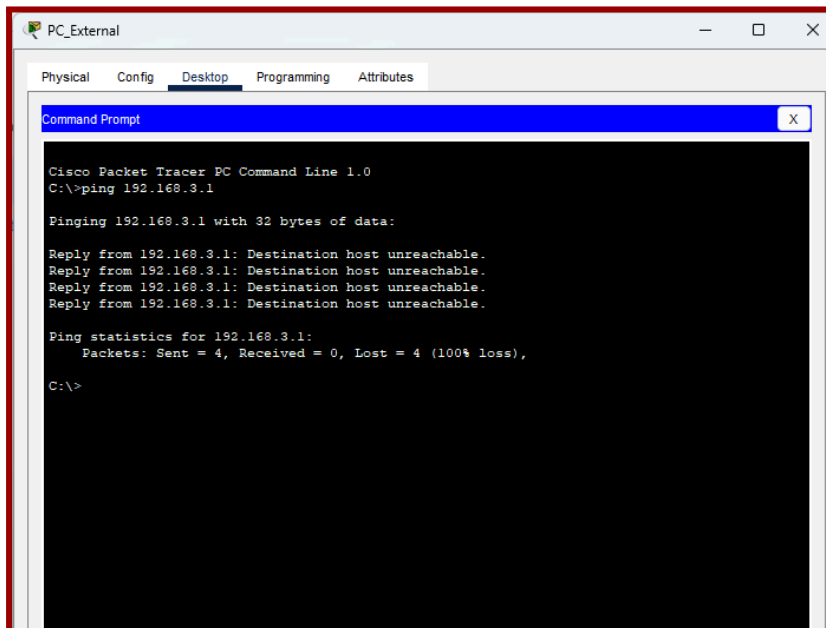 PC_External
Physical Config Desktop Programming Attributes
Command Prompt
X
Cisco Packet Tracer PC Command Line 1.0
C:\>ping 192.168.3.1
Pinging 192.168.3.1 with 32 bytes of data:
Reply from 192.168.3.1: Destination host unreachable.
Reply from 192.168.3.1: Destination host unreachable.
Reply from 192.168.3.1: Destination host unreachable.
Reply from 192.168.3.1: Destination host unreachable.
Ping statistics for 192.168.3.1:
Packets: Sent = 4, Received = 0, Lost = 4 (100% loss),
C:\>